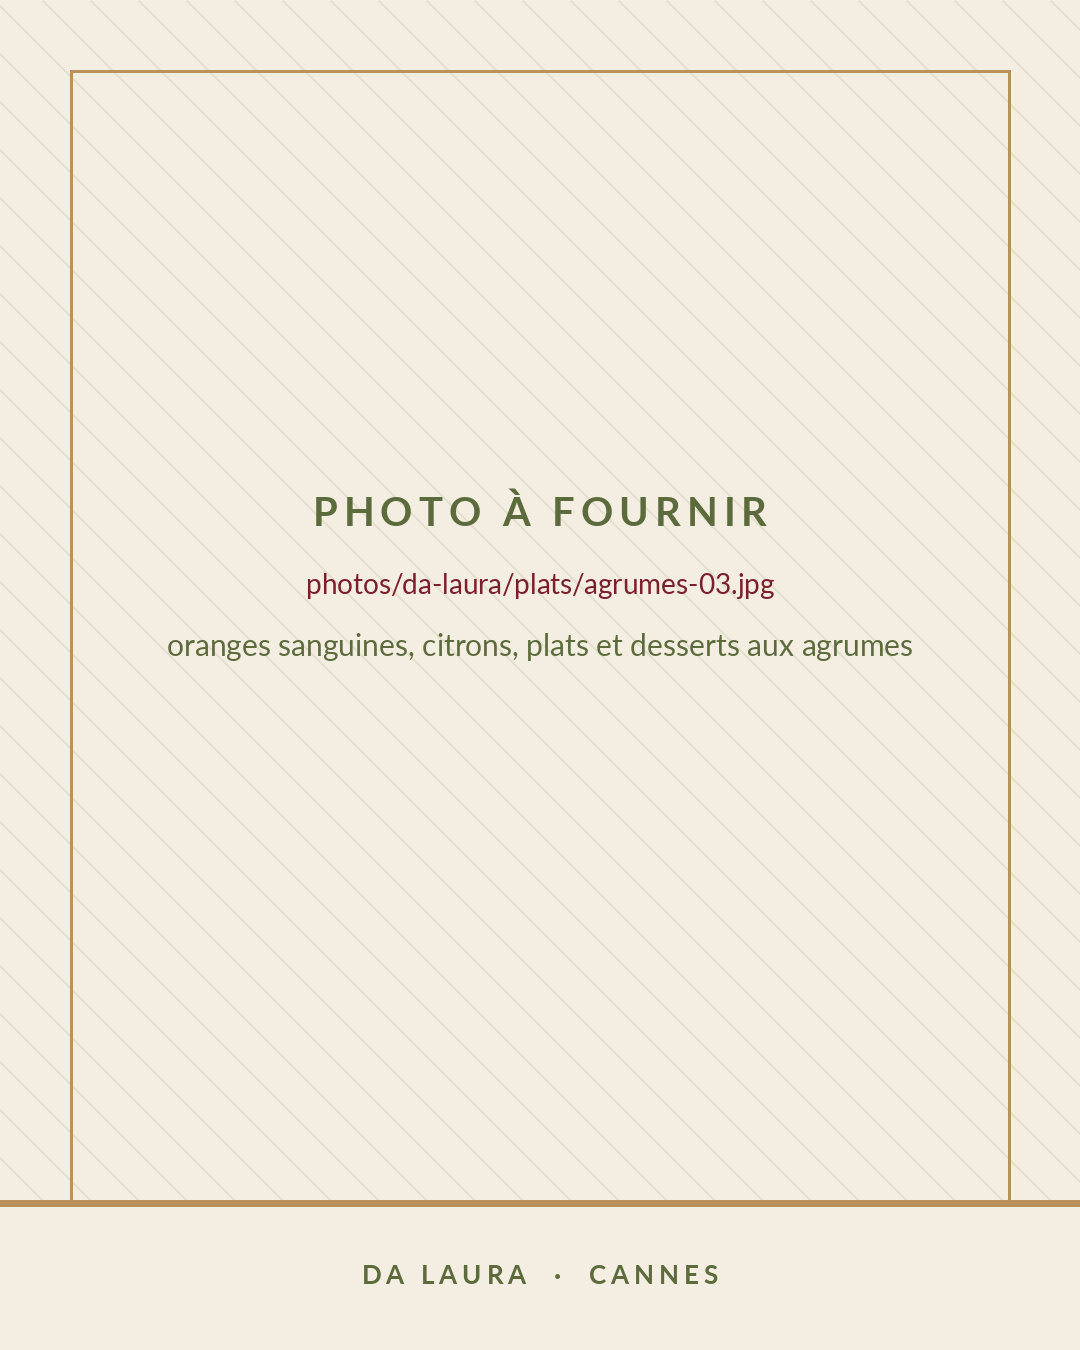 PHOTO À FOURNIR
photos/da-laura/plats/agrumes-03.jpg
oranges sanguines, citrons, plats et desserts aux agrumes
DA LAURA · CANNES